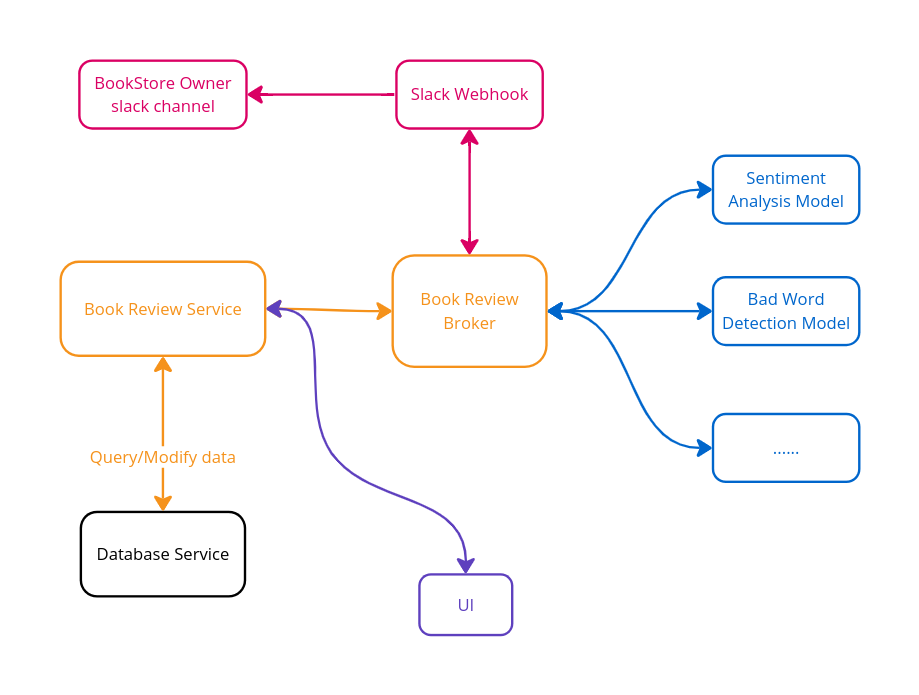 BookStore Owner
slack channel
Slack Webhook
Sentiment
Analysis Model
Book Review Service
Book Review
Broker
Bad Word
Detection Model
Query/Modify data
......
Database Service
UI